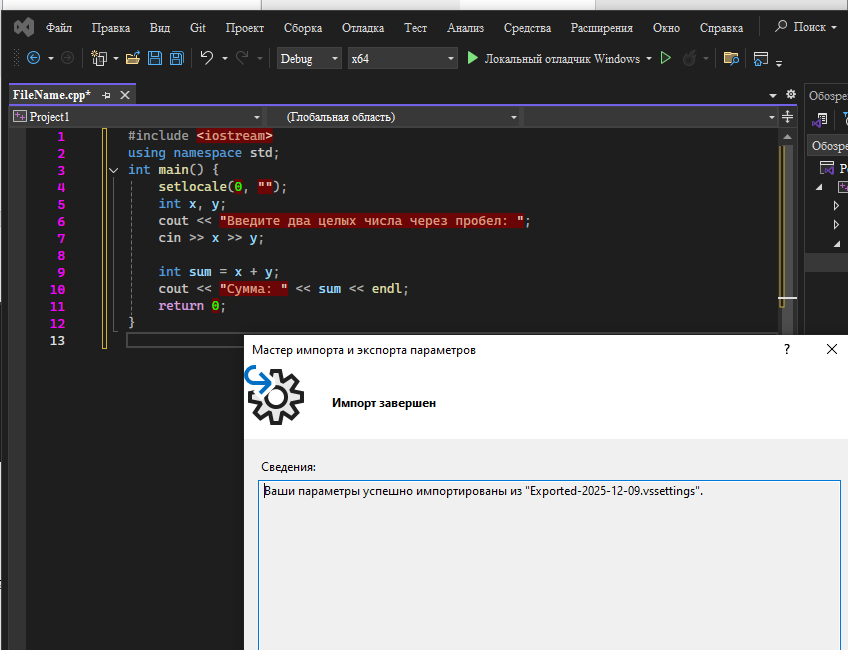 Файл Правка Вид Git Проект Сборка Отладка Тест Анализ Средства Расширения Окно Справка Поиск
Debug x64 Локальный отладчик Windows
FileName.cpp*
Обозре
Project1 (Глобальная область)
1 #include <iostream>
2 using namespace std;
3 int main() {
4 setlocale(0, "");
5 int x, y;
6 cout << "Введите два целых числа через пробел: ";
7 cin >> x >> y;
8
9 int sum = x + y;
10 cout << "Сумма: " << sum << endl;
11 return 0;
12 }
13
Обозре
Мастер импорта и экспорта параметров
?
Импорт завершен
Сведения:
Ваши параметры успешно импортированы из "Exported-2025-12-09.vssettings".